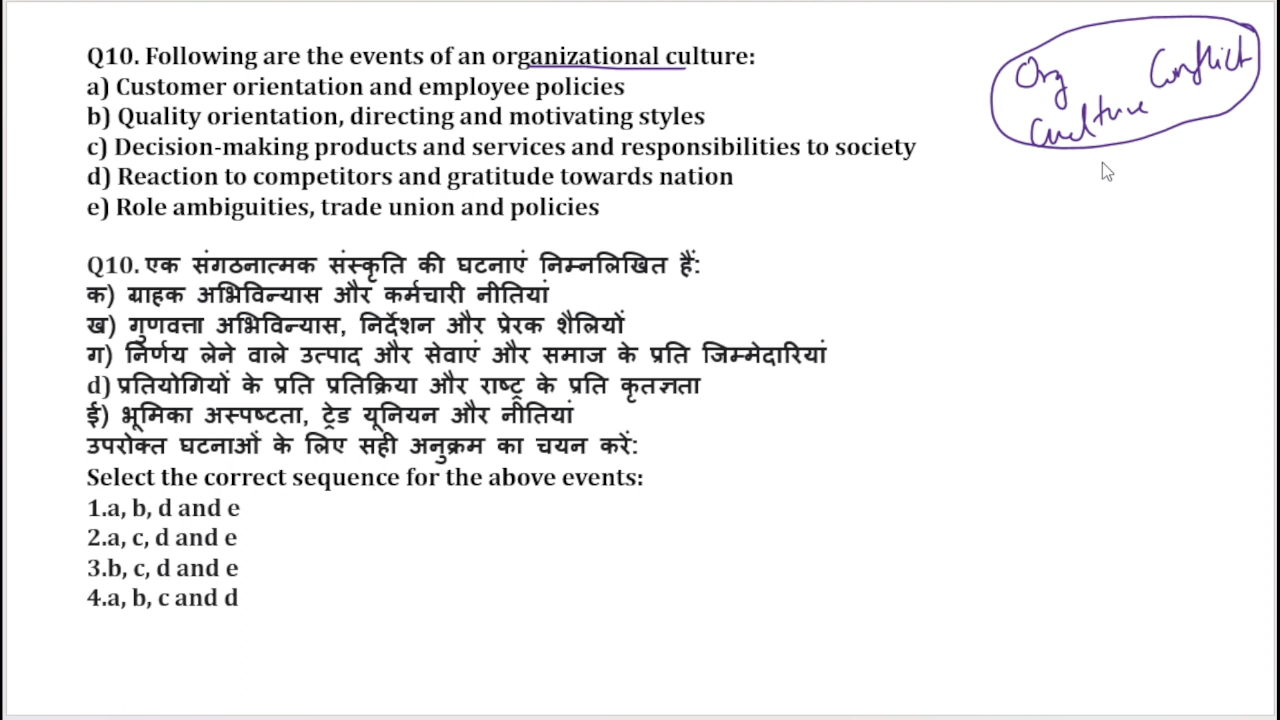 Q10. Following are the events of an organizational culture:
a) Customer orientation and employee policies
b) Quality orientation, directing and motivating styles
c) Decision-making products and services and responsibilities to society
d) Reaction to competitors and gratitude towards nation
e) Role ambiguities, trade union and policies
Org Conflict
Culture
Q10. एक संगठनात्मक संस्कृति की घटनाएं निम्नलिखित हैं:
क) ग्राहक अभिविन्यास और कर्मचारी नीतियां
ख) गुणवत्ता अभिविन्यास, निर्देशन और प्रेरक शैलियों
ग) निर्णय लेने वाले उत्पाद और सेवाएं और समाज के प्रति जिम्मेदारियां
d) प्रतियोगियों के प्रति प्रतिक्रिया और राष्ट्र के प्रति कृतज्ञता
ई) भूमिका अस्पष्टता, ट्रेड यूनियन और नीतियां
उपरोक्त घटनाओं के लिए सही अनुक्रम का चयन करें:
Select the correct sequence for the above events:
1.a, b, d and e
2.a, c, d and e
3.b, c, d and e
4.a, b, c and d